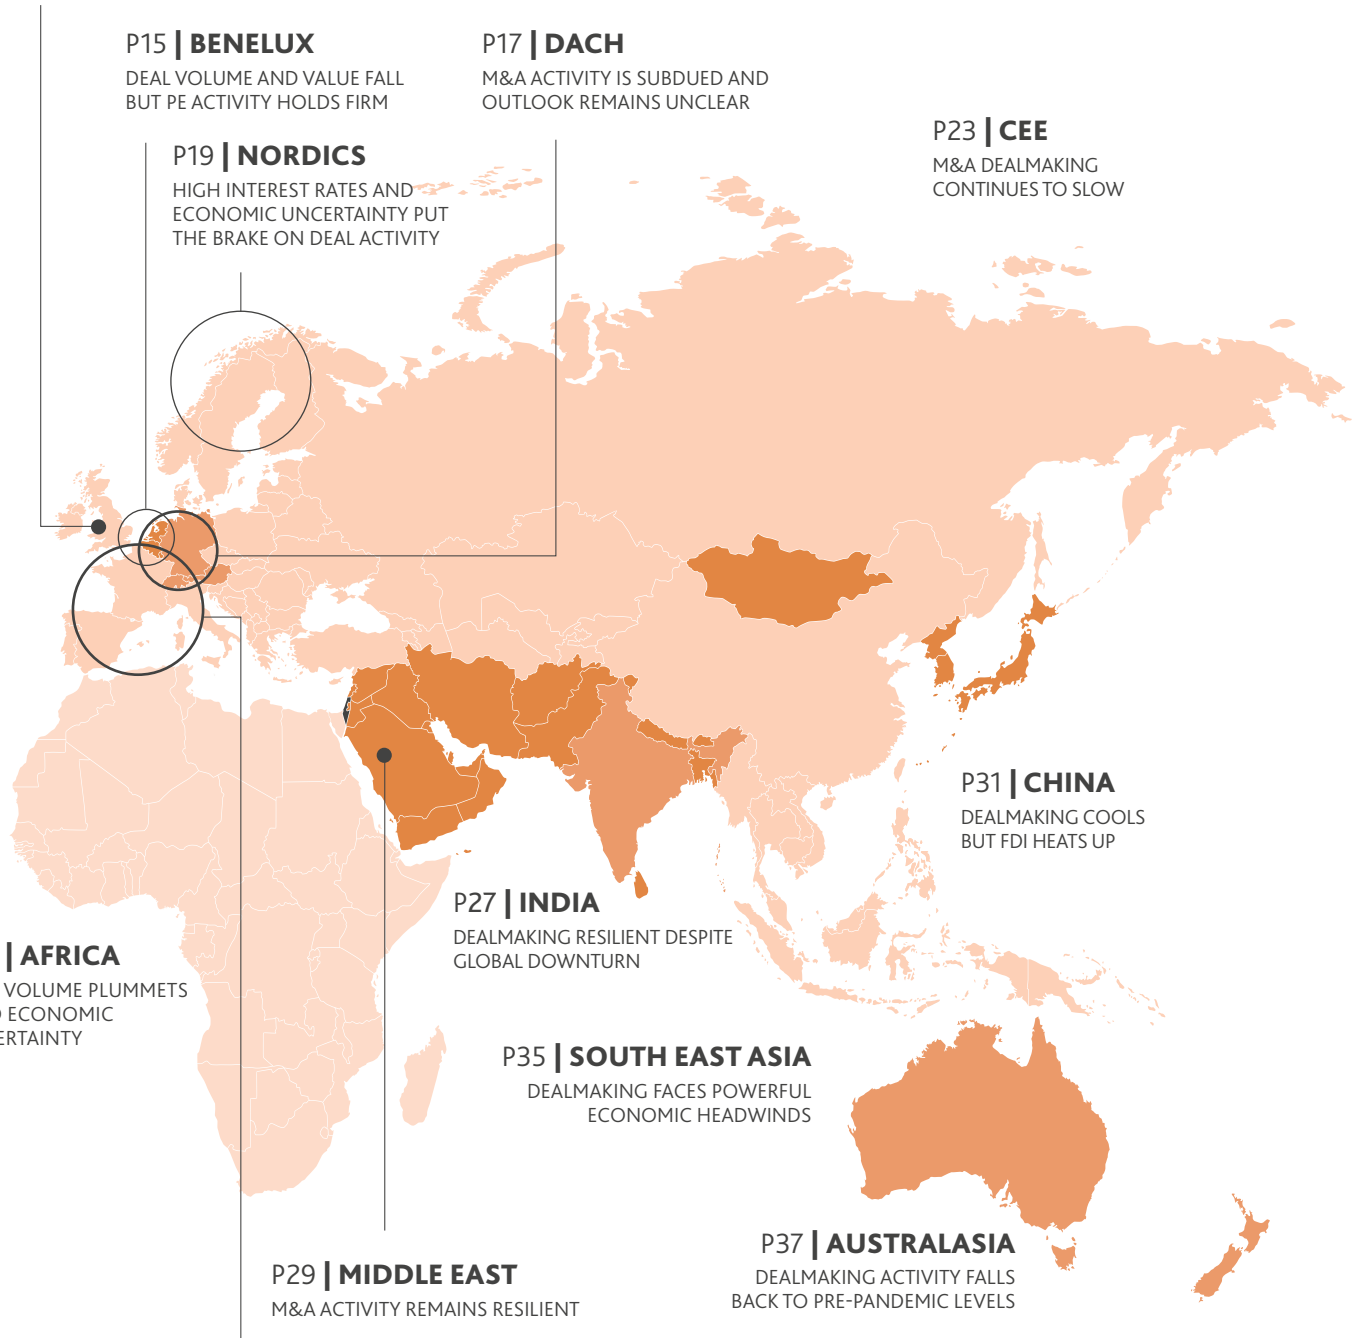 P15 | BENELUX
DEAL VOLUME AND VALUE FALL
BUT PE ACTIVITY HOLDS FIRM
P17 | DACH
M&A ACTIVITY IS SUBDUED AND
OUTLOOK REMAINS UNCLEAR
P19 | NORDICS
HIGH INTEREST RATES AND
ECONOMIC UNCERTAINTY PUT
THE BRAKE ON DEAL ACTIVITY
P23 | CEE
M&A DEALMAKING
CONTINUES TO SLOW
P31 | CHINA
DEALMAKING COOLS
BUT FDI HEATS UP
P27 | INDIA
DEALMAKING RESILIENT DESPITE
GLOBAL DOWNTURN
| AFRICA
VOLUME PLUMMETS
ECONOMIC
ERTAINTY
P35 | SOUTH EAST ASIA
DEALMAKING FACES POWERFUL
ECONOMIC HEADWINDS
P37 | AUSTRALASIA
DEALMAKING ACTIVITY FALLS
BACK TO PRE-PANDEMIC LEVELS
P29 | MIDDLE EAST
M&A ACTIVITY REMAINS RESILIENT